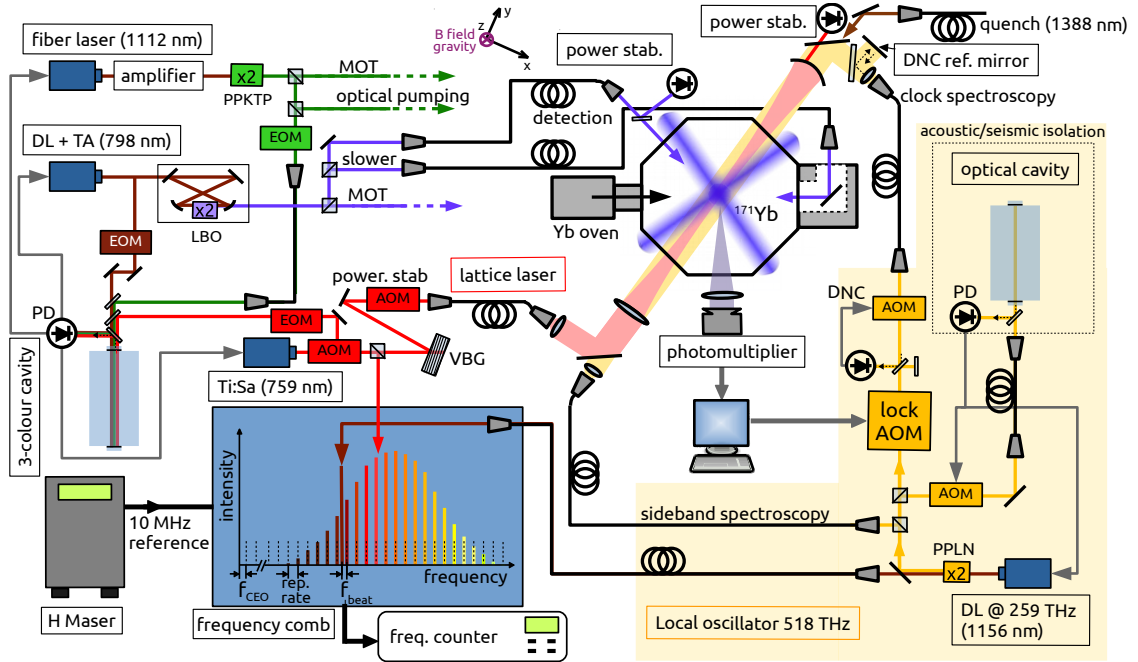 fiber laser (1112 nm)
amplifier
x2
PPKTP
MOT
optical pumping
EOM
y
z
B field
gravity
x
power stab.
power stab.
quench (1388 nm)
DNC ref. mirror
clock spectroscopy
detection
DL + TA (798 nm)
x2
LBO
slower
MOT
EOM
Yb oven
171Yb
acoustic/seismic isolation
optical cavity
PD
3-colour cavity
power. stab
AOM
lattice laser
EOM
AOM
VBG
Ti:Sa (759 nm)
photomultiplier
DNC
AOM
PD
lock
AOM
AOM
sideband spectroscopy
PPLN
x2
DL @ 259 THz
(1156 nm)
Local oscillator 518 THz
10 MHz
reference
H Maser
intensity
frequency
fCEO
rep.
rate
fbeat
frequency comb
freq. counter